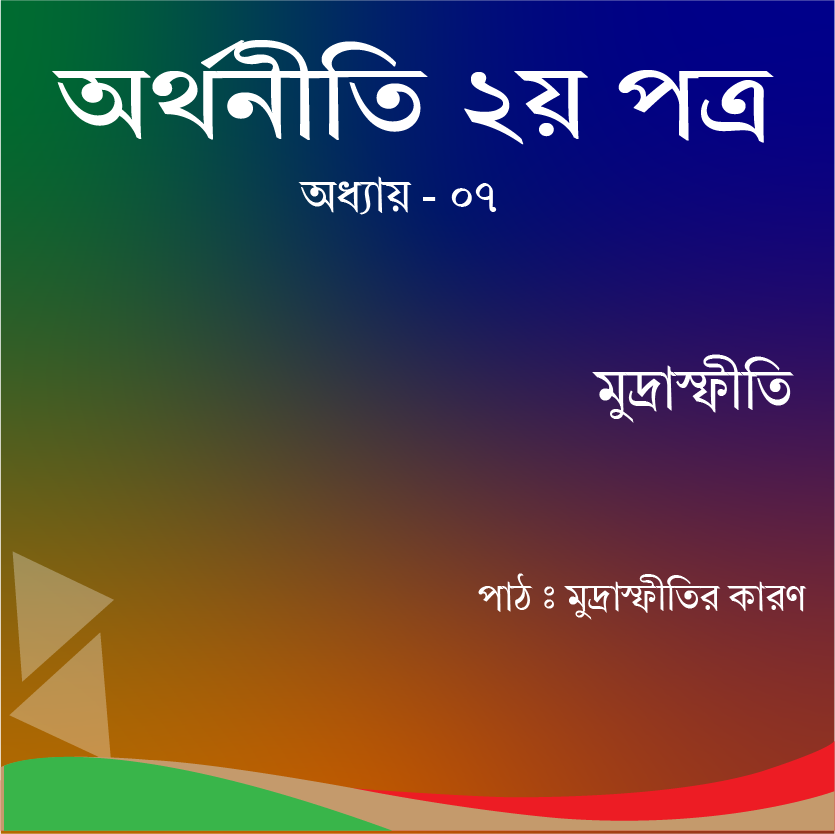 অর্থনীতি ২য় পত্র
অধ্যায় - ০৭
মুদ্রাস্ফীতি
পাঠ ঃ মুদ্রাস্ফীতির কারণ